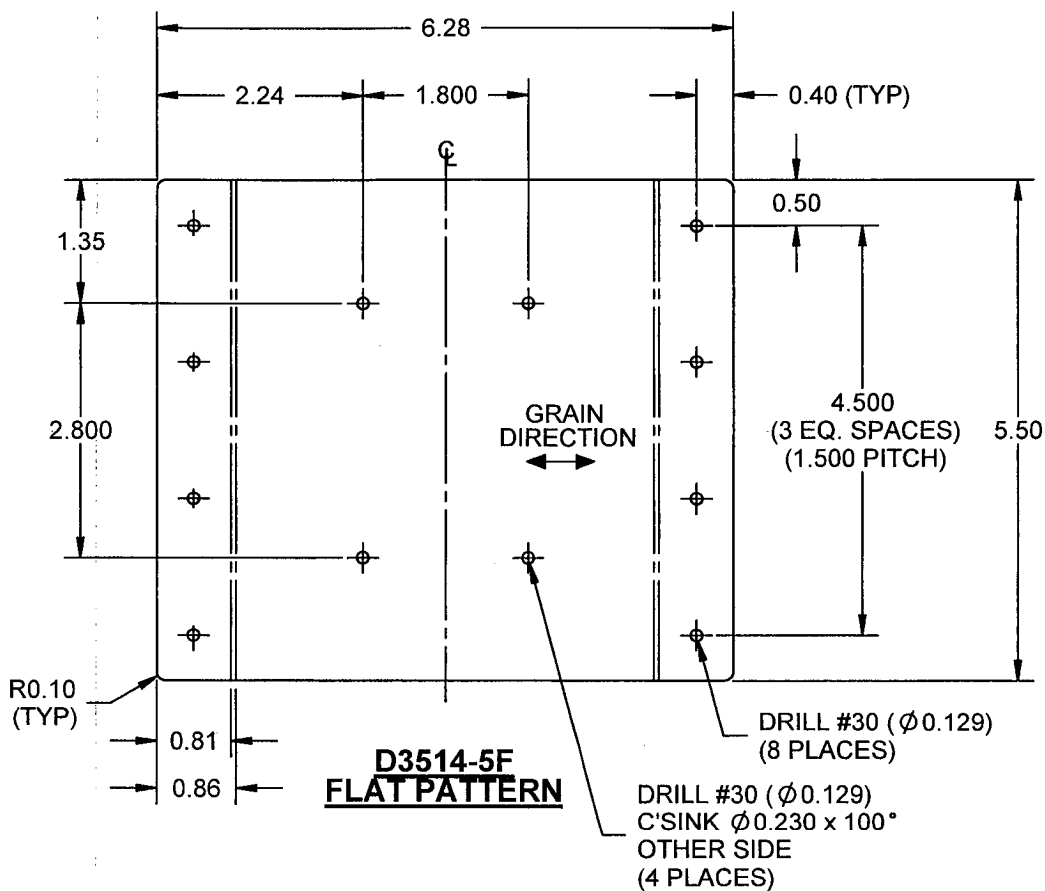 6.28
2.24
1.800
0.40 (TYP)
℄
0.50
1.35
2.800
GRAIN
DIRECTION
4.500
(3 EQ. SPACES)
(1.500 PITCH)
5.50
R0.10
(TYP)
0.81
0.86
D3514-5F
FLAT PATTERN
DRILL #30 (Ø0.129)
(8 PLACES)
DRILL #30 (Ø0.129)
C'SINK Ø0.230 x 100°
OTHER SIDE
(4 PLACES)